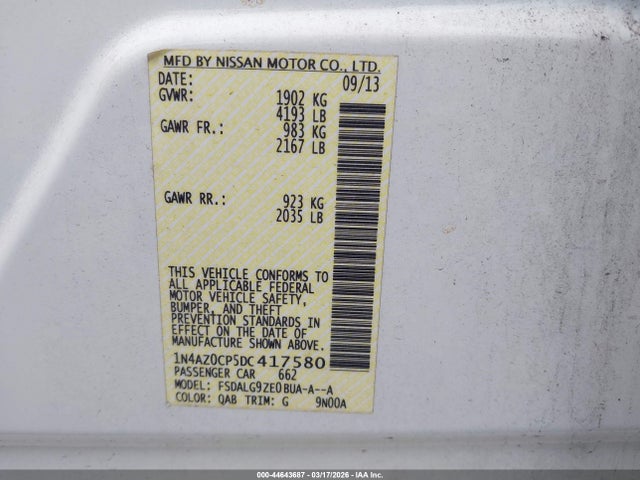 MFD BY NISSAN MOTOR CO., LTD.
DATE: 09/13
GVWR: 1902 KG
4193 LB
GAWR FR.: 983 KG
2167 LB
GAWR RR.: 923 KG
2035 LB
THIS VEHICLE CONFORMS TO
ALL APPLICABLE FEDERAL
MOTOR VEHICLE SAFETY,
BUMPER, AND THEFT
PREVENTION STANDARDS IN
EFFECT ON THE DATE OF
MANUFACTURE SHOWN ABOVE.
1N4AZ0CP5DC417580
PASSENGER CAR 662
MODEL: FSDALG9ZE0BUA-A--A
COLOR: QAB TRIM: G 9N00A
000-44643687 - 03/17/2026 - IAA Inc.